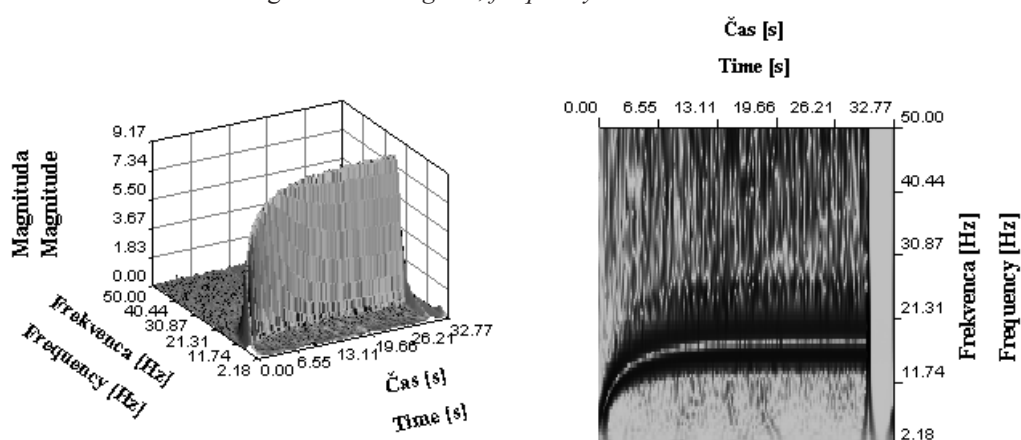 Magnituda
Magnitude
9.17
7.34
5.50
3.67
1.83
0.00
50.00
40.44
30.87
21.31
11.74
2.18
Frekvenca [Hz]
Frequency [Hz]
0.00
6.55
13.11
19.66
26.21
32.77
Čas [s]
Time [s]
Čas [s]
Time [s]
0.00 6.55 13.11 19.66 26.21 32.77
50.00
40.44
30.87
21.31
11.74
2.18
Frekvenca [Hz]
Frequency [Hz]